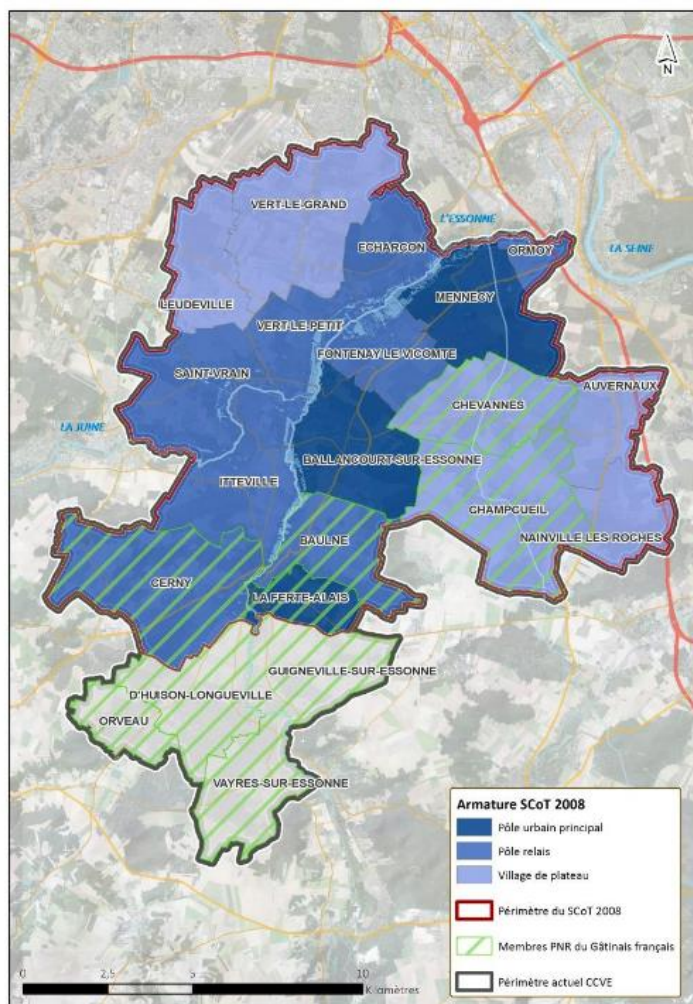 N
VERT-LE-GRAND
L'ESSONNE
ECHARCON
ORMOY
LA SEINE
MENNECY
LEUDEVILLE
VERT-LE-PETIT
FONTENAY LE VICOMTE
SAINT-VRAIN
AUVERNAUX
CHEVANNES
LA JUINE
BALLANCOURT-SUR-ESSONNE
ITTEVILLE
CHAMPCUEIL
NAINVILLE LES ROCHES
BAULNE
CERNY
LA FERTE-ALAIS
GUIGNEVILLE-SUR-ESSONNE
D'HUISON-LONGUEVILLE
ORVEAU
VAYRES-SUR-ESSONNE
Armature SCoT 2008
Pôle urbain principal
Pôle relais
Village de plateau
Périmètre du SCoT 2008
Membres PNR du Gâtinais français
Périmètre actuel CCVE
0 2,5 5 10
Kilomètres